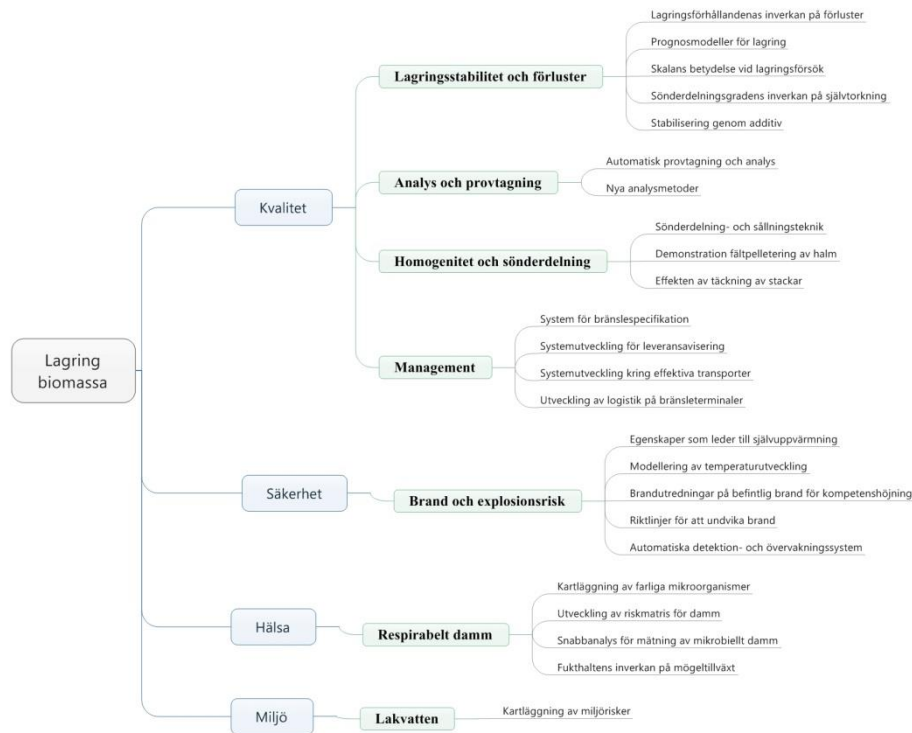 Lagring
biomassa
Kvalitet
Lagringsstabilitet och förluster
Lagringsförhållandenas inverkan på förluster
Prognosmodeller för lagring
Skalans betydelse vid lagringsförsök
Sönderdelningsgradens inverkan på självtorkning
Stabilisering genom additiv
Analys och provtagning
Automatisk provtagning och analys
Nya analysmetoder
Homogenitet och sönderdelning
Sönderdelning- och sållningsteknik
Demonstration fältpelletering av halm
Effekten av täckning av stackar
Management
System för bränslespecifikation
Systemutveckling för leveransavisering
Systemutveckling kring effektiva transporter
Utveckling av logistik på bränsleterminaler
Säkerhet
Brand och explosionsrisk
Egenskaper som leder till självuppvärmning
Modellering av temperaturutveckling
Brandutredningar på befintlig brand för kompetenshöjning
Riktlinjer för att undvika brand
Automatiska detektion- och övervakningssystem
Hälsa
Respirabelt damm
Kartläggning av farliga mikroorganismer
Utveckling av riskmatris för damm
Snabbanalys för mätning av mikrobiellt damm
Fukthaltens inverkan på mögeltillväxt
Miljö
Lakvatten
Kartläggning av miljörisker